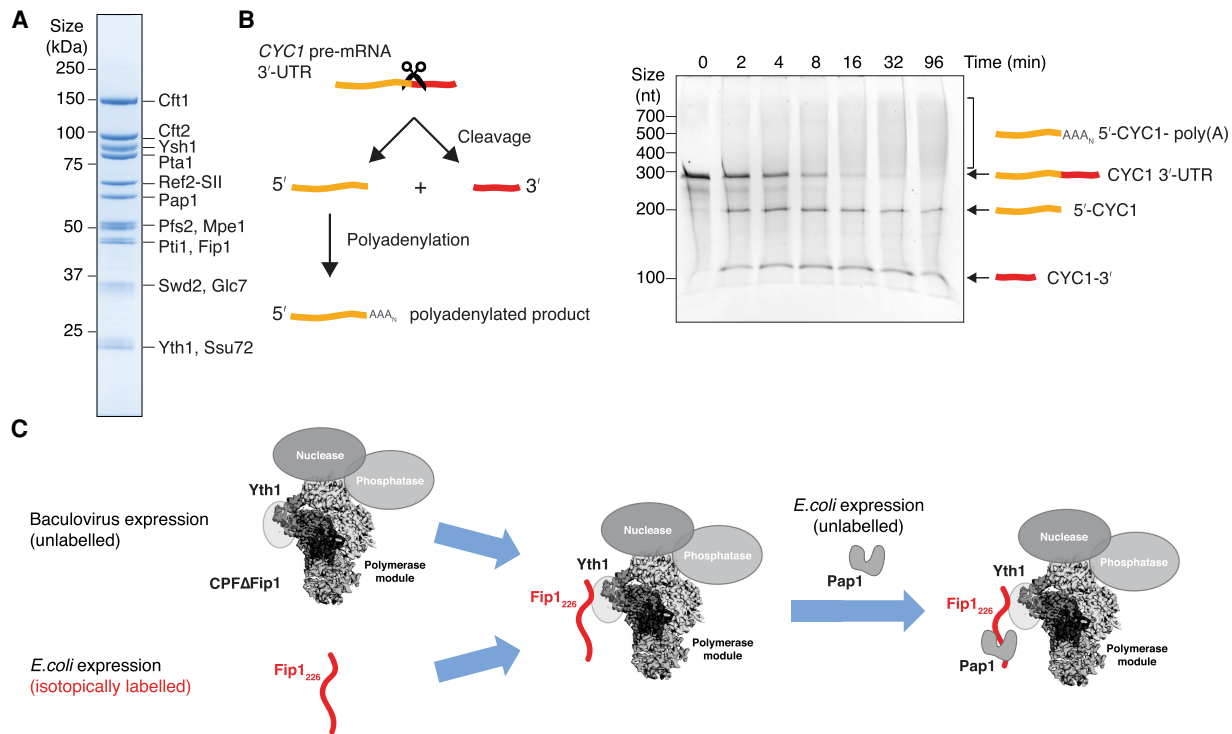 A
Size
(kDa)
250
150
100
75
50
37
25
Cft1
Cft2
Ysh1
Pta1
Ref2-SII
Pap1
Pfs2, Mpe1
Pti1, Fip1
Swd2, Glc7
Yth1, Ssu72
B
CYC1 pre-mRNA
3′-UTR
Cleavage
5′
+
3′
Polyadenylation
5′ AAAN polyadenylated product
0 2 4 8 16 32 96 Time (min)
Size
(nt)
700
500
400
300
200
100
AAAN 5′-CYC1- poly(A)
CYC1 3′-UTR
5′-CYC1
CYC1-3′
C
Baculovirus expression
(unlabelled)
Nuclease
Phosphatase
Yth1
Polymerase
module
CPFΔFip1
E.coli expression
(isotopically labelled)
Fip1226
Nuclease
Phosphatase
Yth1
Fip1226
Polymerase
module
E.coli expression
(unlabelled)
Pap1
Nuclease
Phosphatase
Yth1
Fip1226
Pap1
Polymerase
module